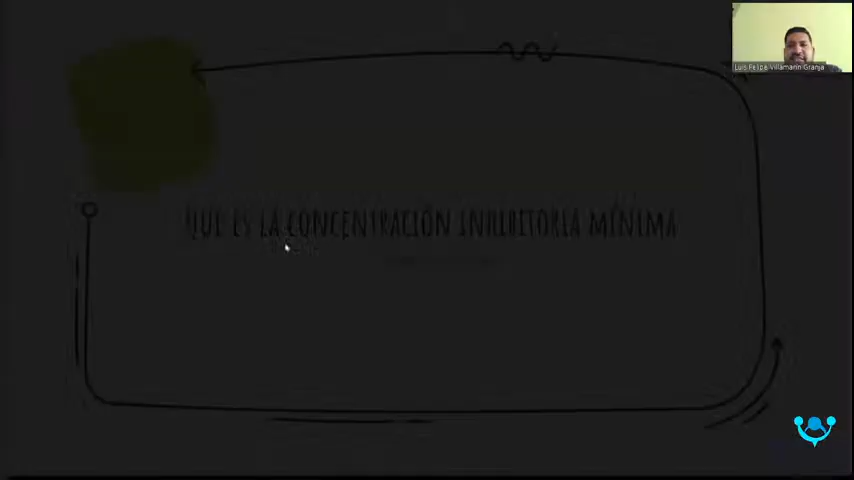 Luis Felipe Villamarin Granja
QUE ES LA CONCENTRACIÓN INHIBITORIA MÍNIMA